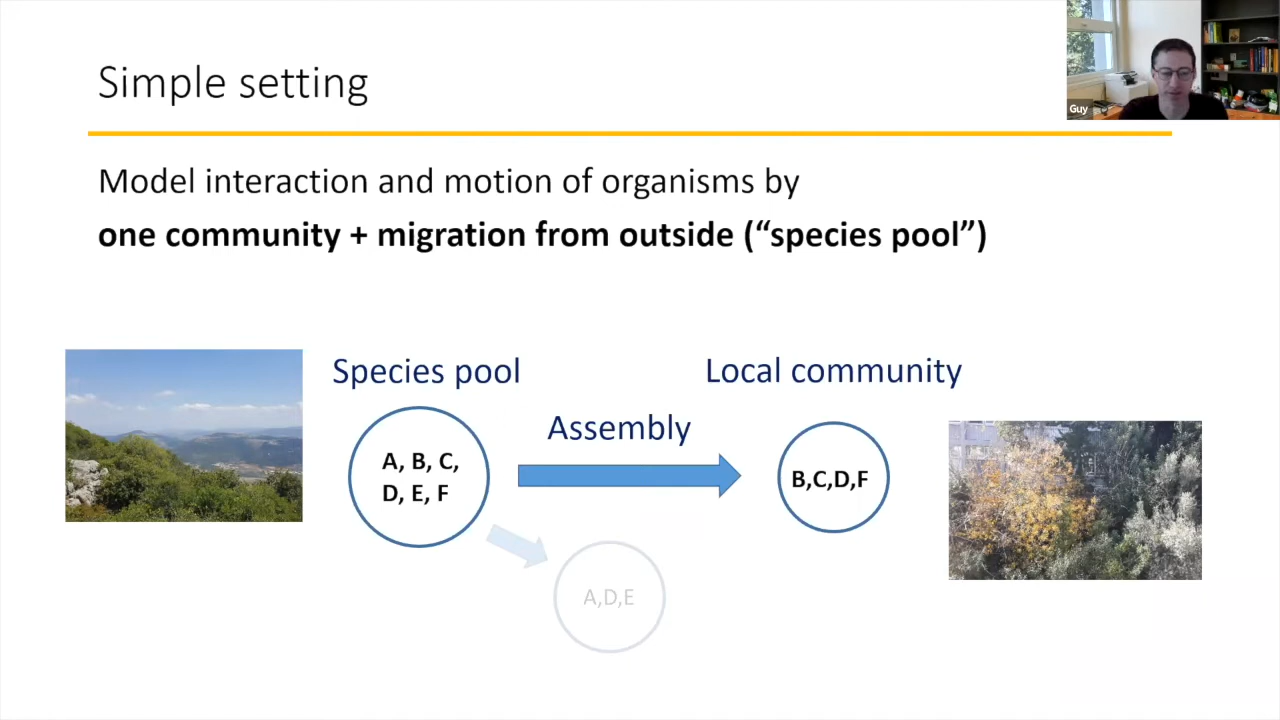 Simple setting
Guy
Model interaction and motion of organisms by
one community + migration from outside (“species pool”)
Species pool
Local community
Assembly
A, B, C,
D, E, F
B,C,D,F
A,D,E